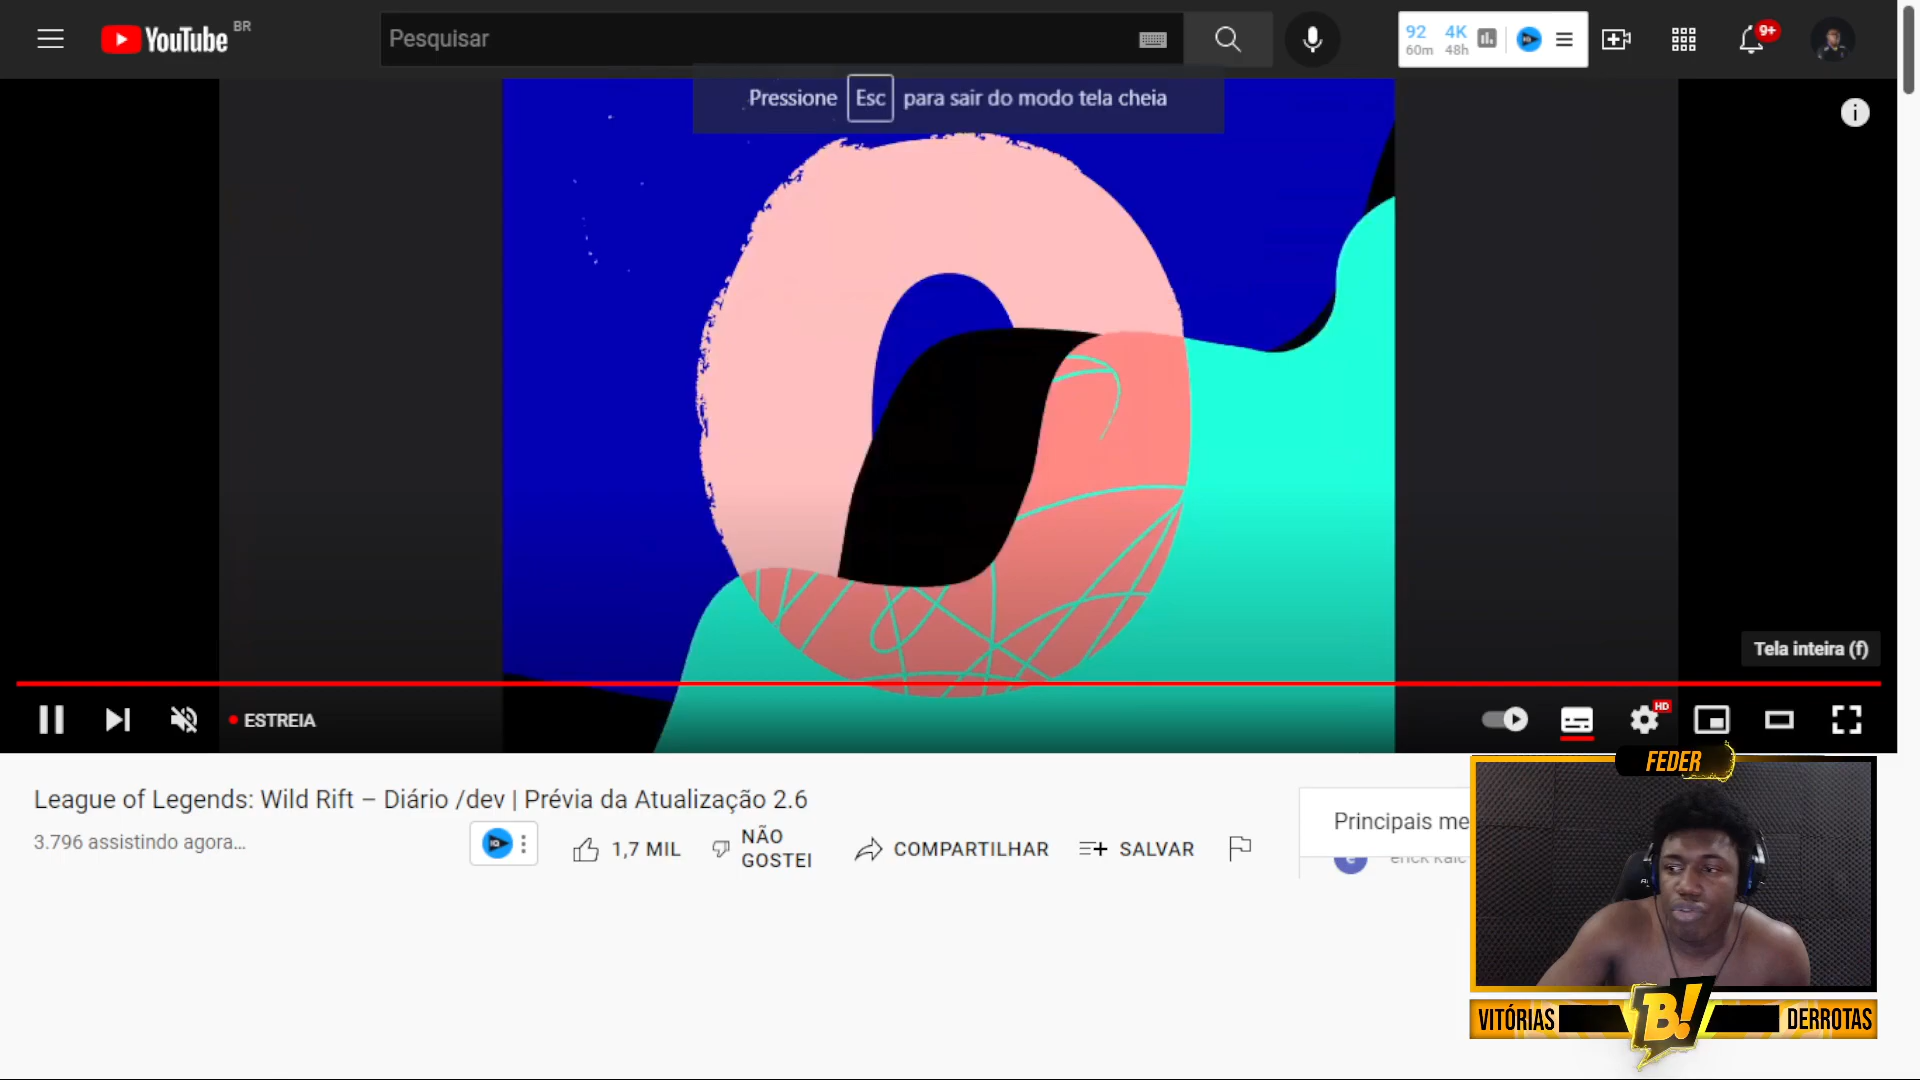 YouTube BR
Pesquisar
92 4K
60m 48h
9+
Pressione Esc para sair do modo tela cheia
Tela inteira (f)
ESTREIA
HD
League of Legends: Wild Rift – Diário /dev | Prévia da Atualização 2.6
3.796 assistindo agora...
1,7 MIL
NÃO
GOSTEI
COMPARTILHAR
SALVAR
Principais me
FEDER
VITÓRIAS
B!
DERROTAS